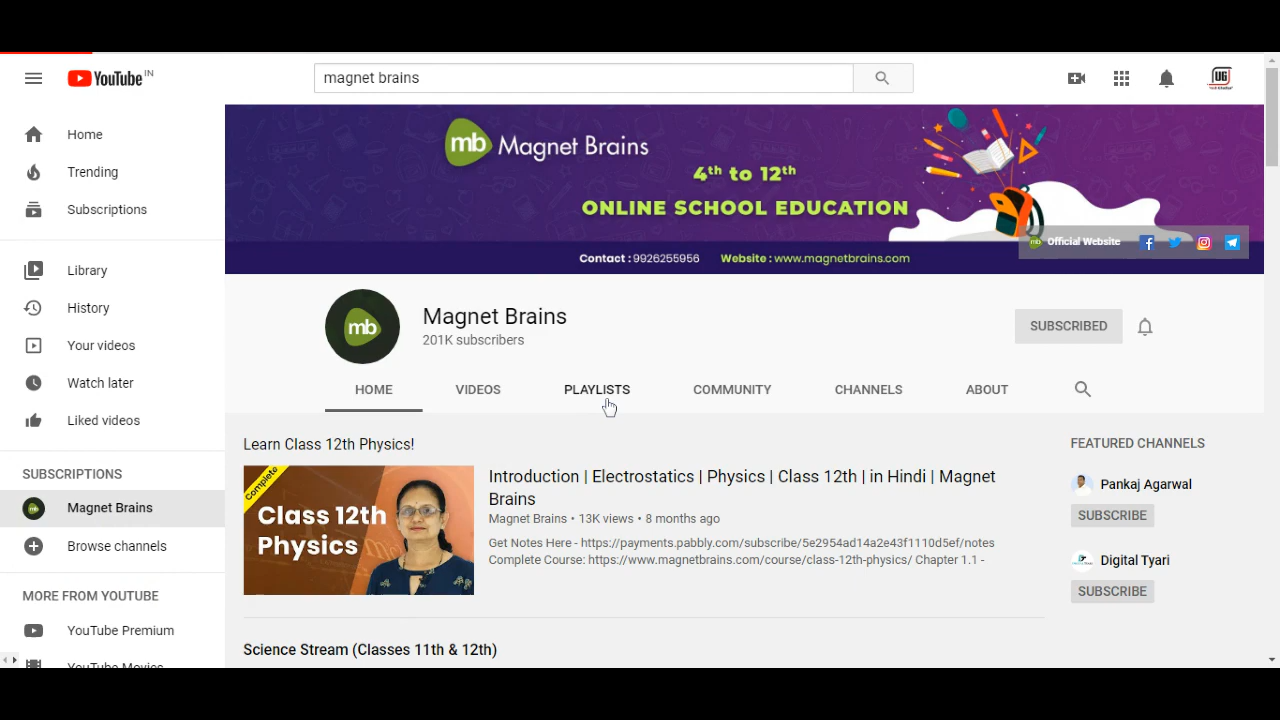 YouTube IN
magnet brains
UG
Home
Trending
Subscriptions
Library
History
Your videos
Watch later
Liked videos
SUBSCRIPTIONS
Magnet Brains
Browse channels
MORE FROM YOUTUBE
YouTube Premium
YouTube Movies
mb Magnet Brains
4th to 12th
ONLINE SCHOOL EDUCATION
Official Website
Contact : 9926255956 Website : www.magnetbrains.com
mb
Magnet Brains
201K subscribers
SUBSCRIBED
HOME VIDEOS PLAYLISTS COMMUNITY CHANNELS ABOUT
Learn Class 12th Physics!
Complete
Class 12th
Physics
Introduction | Electrostatics | Physics | Class 12th | in Hindi | Magnet
Brains
Magnet Brains • 13K views • 8 months ago
Get Notes Here - https://payments.pabbly.com/subscribe/5e2954ad14a2e43f1110d5ef/notes
Complete Course: https://www.magnetbrains.com/course/class-12th-physics/ Chapter 1.1 -
Science Stream (Classes 11th & 12th)
FEATURED CHANNELS
Pankaj Agarwal
SUBSCRIBE
Digital Tyari
SUBSCRIBE